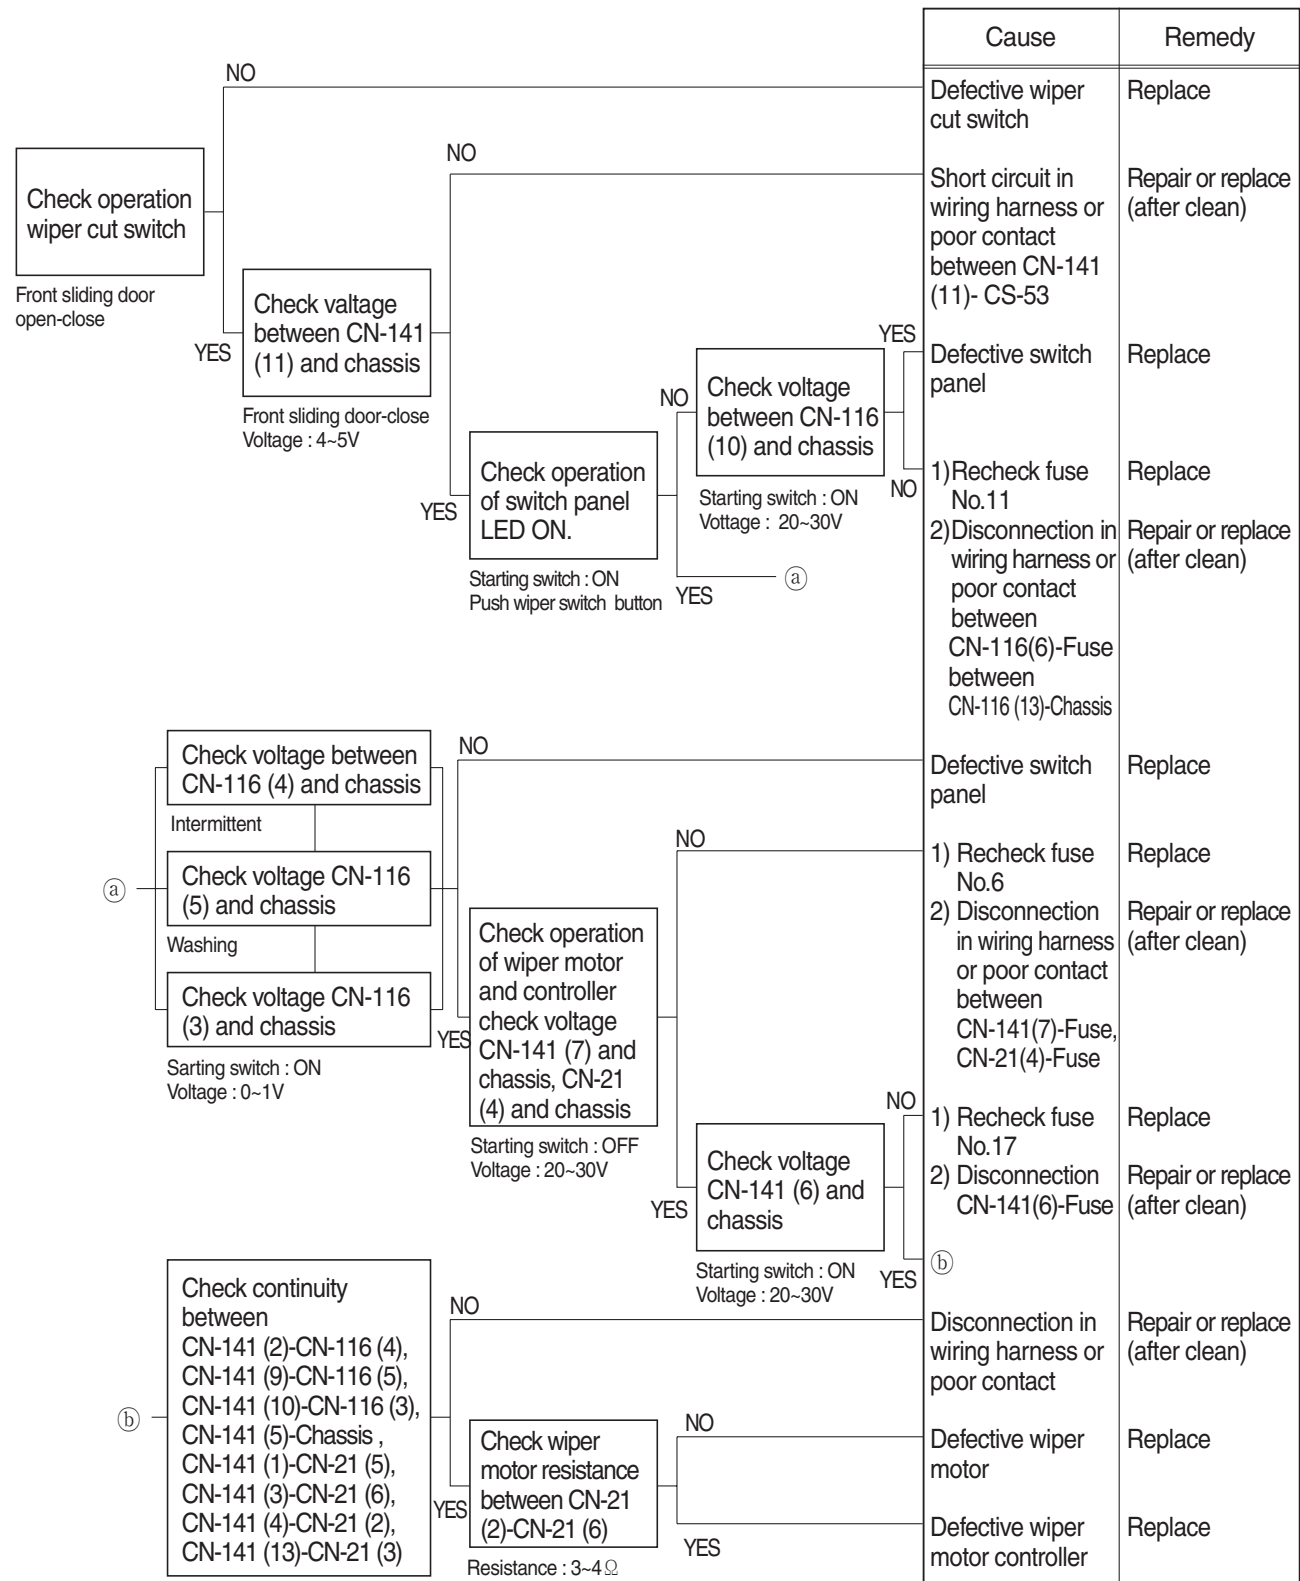 Cause
Remedy
NO
Defective wiper
cut switch
Replace
Check operation
wiper cut switch
Front sliding door
open-close
NO
Short circuit in
wiring harness or
poor contact
between CN-141
(11)- CS-53
Repair or replace
(after clean)
YES
Check valtage
between CN-141
(11) and chassis
Front sliding door-close
Voltage : 4~5V
YES
Defective switch
panel
Replace
NO
Check voltage
between CN-116
(10) and chassis
Starting switch : ON
Vottage : 20~30V
YES
Check operation
of switch panel
LED ON.
Starting switch : ON
Push wiper switch button
NO
1)Recheck fuse
No.11
Replace
2)Disconnection in
wiring harness or
poor contact
between
CN-116(6)-Fuse
between
CN-116 (13)-Chassis
Repair or replace
(after clean)
YES
ⓐ
Check voltage between
CN-116 (4) and chassis
Intermittent
ⓐ
Check voltage CN-116
(5) and chassis
Washing
Check voltage CN-116
(3) and chassis
Sarting switch : ON
Voltage : 0~1V
NO
Defective switch
panel
Replace
YES
Check operation
of wiper motor
and controller
check voltage
CN-141 (7) and
chassis, CN-21
(4) and chassis
Starting switch : OFF
Voltage : 20~30V
NO
1) Recheck fuse
No.6
Replace
2) Disconnection
in wiring harness
or poor contact
between
CN-141(7)-Fuse,
CN-21(4)-Fuse
Repair or replace
(after clean)
YES
Check voltage
CN-141 (6) and
chassis
Starting switch : ON
Voltage : 20~30V
NO
1) Recheck fuse
No.17
Replace
2) Disconnection
CN-141(6)-Fuse
Repair or replace
(after clean)
YES
ⓑ
ⓑ
Check continuity
between
CN-141 (2)-CN-116 (4),
CN-141 (9)-CN-116 (5),
CN-141 (10)-CN-116 (3),
CN-141 (5)-Chassis ,
CN-141 (1)-CN-21 (5),
CN-141 (3)-CN-21 (6),
CN-141 (4)-CN-21 (2),
CN-141 (13)-CN-21 (3)
NO
Disconnection in
wiring harness or
poor contact
Repair or replace
(after clean)
YES
Check wiper
motor resistance
between CN-21
(2)-CN-21 (6)
Resistance : 3~4Ω
NO
Defective wiper
motor
Replace
YES
Defective wiper
motor controller
Replace